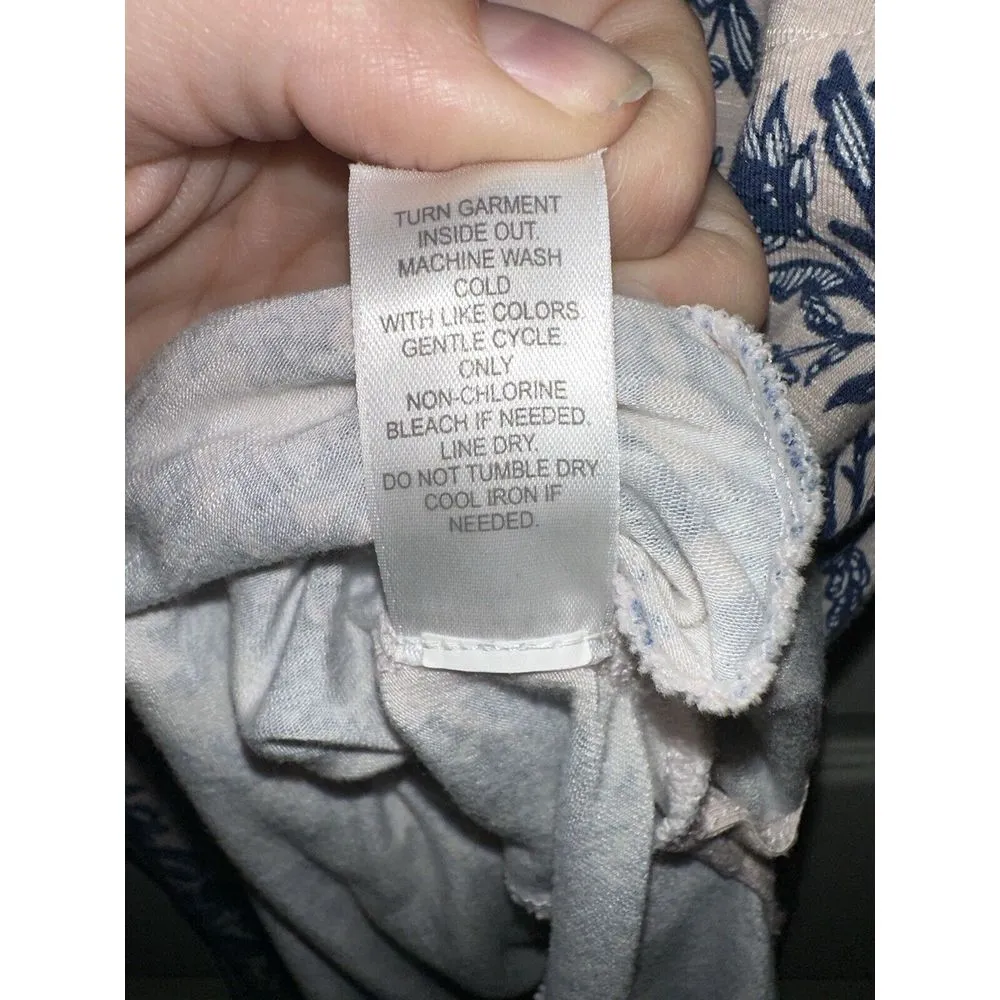 TURN GARMENT
INSIDE OUT.
MACHINE WASH
COLD
WITH LIKE COLORS
GENTLE CYCLE.
ONLY
NON-CHLORINE
BLEACH IF NEEDED.
LINE DRY.
DO NOT TUMBLE DRY
COOL IRON IF
NEEDED.